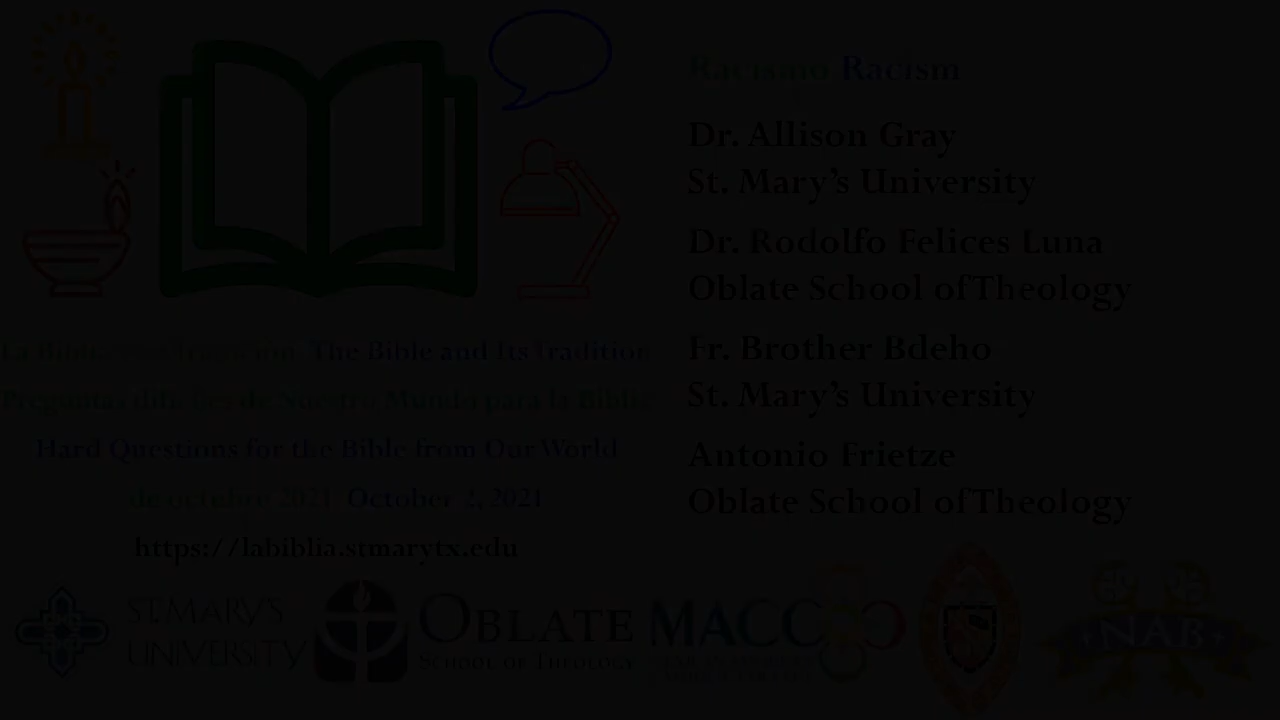 Racismo Racism
Dr. Allison Gray
St. Mary's University
Dr. Rodolfo Felices Luna
Oblate School of Theology
Fr. Brother Bdeho
St. Mary's University
Antonio Frietze
Oblate School of Theology
La Biblia y su Tradición The Bible and Its Tradition
Preguntas difíciles de Nuestro Mundo para la Biblia
Hard Questions for the Bible from Our World
de octubre 2021 October 2, 2021
https://labiblia.stmarytx.edu
ST. MARY'S
UNIVERSITY
OBLATE
SCHOOL OF THEOLOGY
MACC
NAB